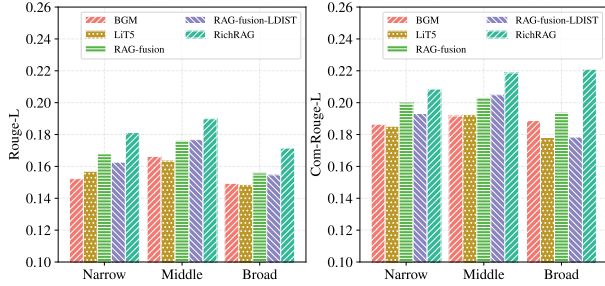 Rouge-L
0.26
0.24
0.22
0.20
0.18
0.16
0.14
0.12
0.10
BGM
LiT5
RAG-fusion
RAG-fusion-LDIST
RichRAG
Narrow
Middle
Broad
Com-Rouge-L
0.26
0.24
0.22
0.20
0.18
0.16
0.14
0.12
0.10
BGM
LiT5
RAG-fusion
RAG-fusion-LDIST
RichRAG
Narrow
Middle
Broad